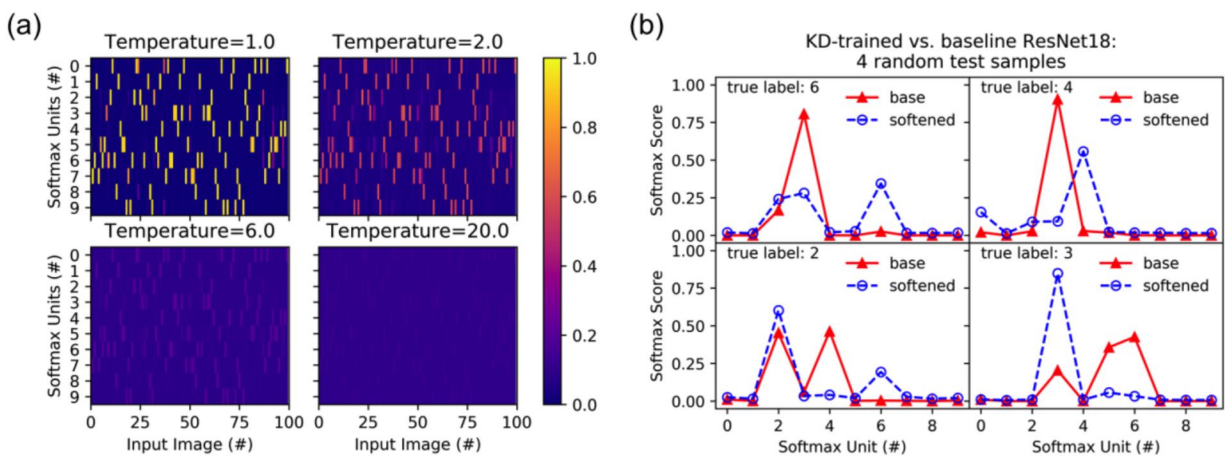 (a)
Temperature=1.0
Temperature=2.0
Softmax Units (#)
0
1
2
3
4
5
6
7
8
9
Temperature=6.0
Temperature=20.0
Softmax Units (#)
0
1
2
3
4
5
6
7
8
9
0 25 50 75 100
0 25 50 75 100
Input Image (#)
Input Image (#)
1.0
0.8
0.6
0.4
0.2
0.0
(b)
KD-trained vs. baseline ResNet18:
4 random test samples
Softmax Score
1.00
0.75
0.50
0.25
0.00
true label: 6
base
softened
true label: 4
base
softened
Softmax Score
1.00
0.75
0.50
0.25
0.00
true label: 2
base
softened
true label: 3
base
softened
0 2 4 6 8
0 2 4 6 8
Softmax Unit (#)
Softmax Unit (#)